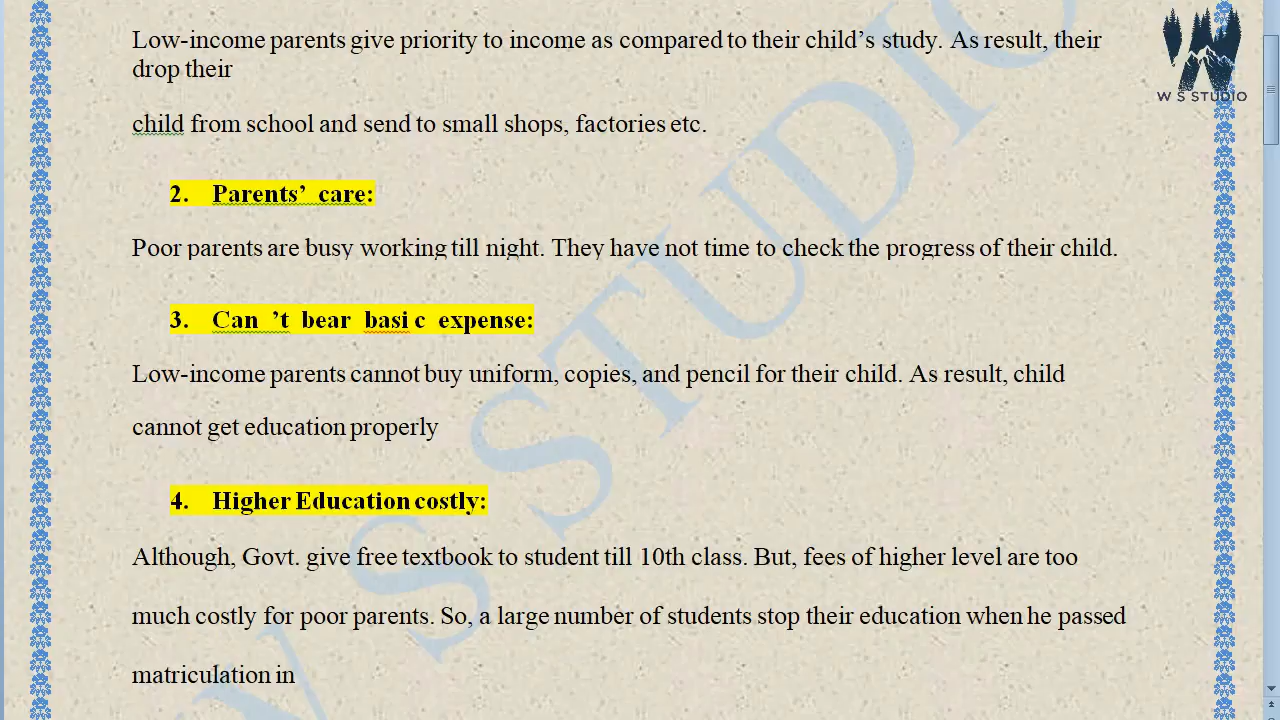 Low-income parents give priority to income as compared to their child’s study. As result, their
drop their
W S STUDIO
child from school and send to small shops, factories etc.
2. Parents’ care:
Poor parents are busy working till night. They have not time to check the progress of their child.
3. Can ’t bear basi c expense:
Low-income parents cannot buy uniform, copies, and pencil for their child. As result, child
cannot get education properly
4. Higher Education costly:
Although, Govt. give free textbook to student till 10th class. But, fees of higher level are too
much costly for poor parents. So, a large number of students stop their education when he passed
matriculation in
W S STUDIO